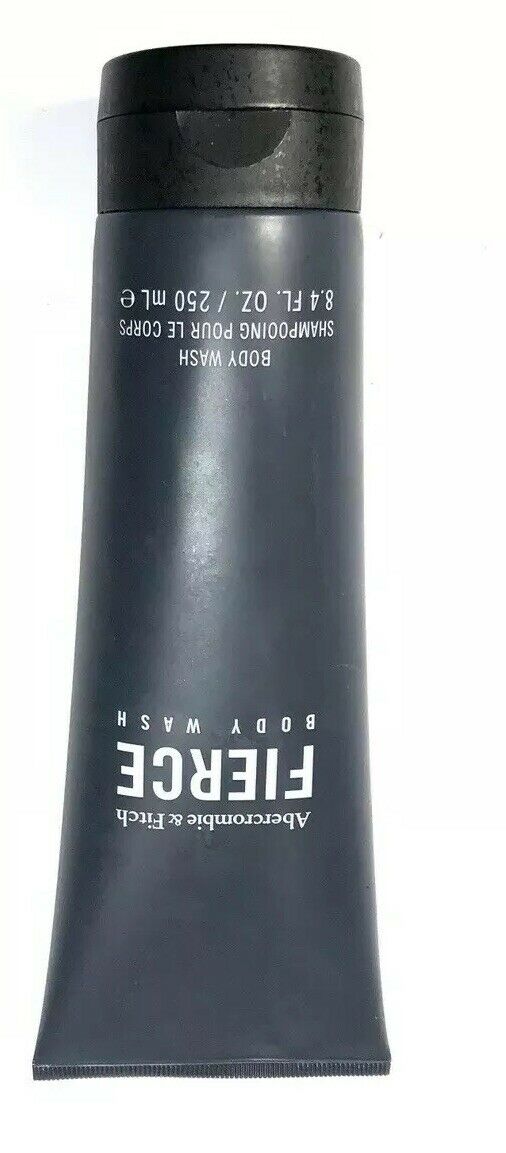 Abercrombie & Fitch
FIERCE
BODY WASH
BODY WASH
SHAMPOOING POUR LE CORPS
8.4 FL. OZ. / 250 mL ℮